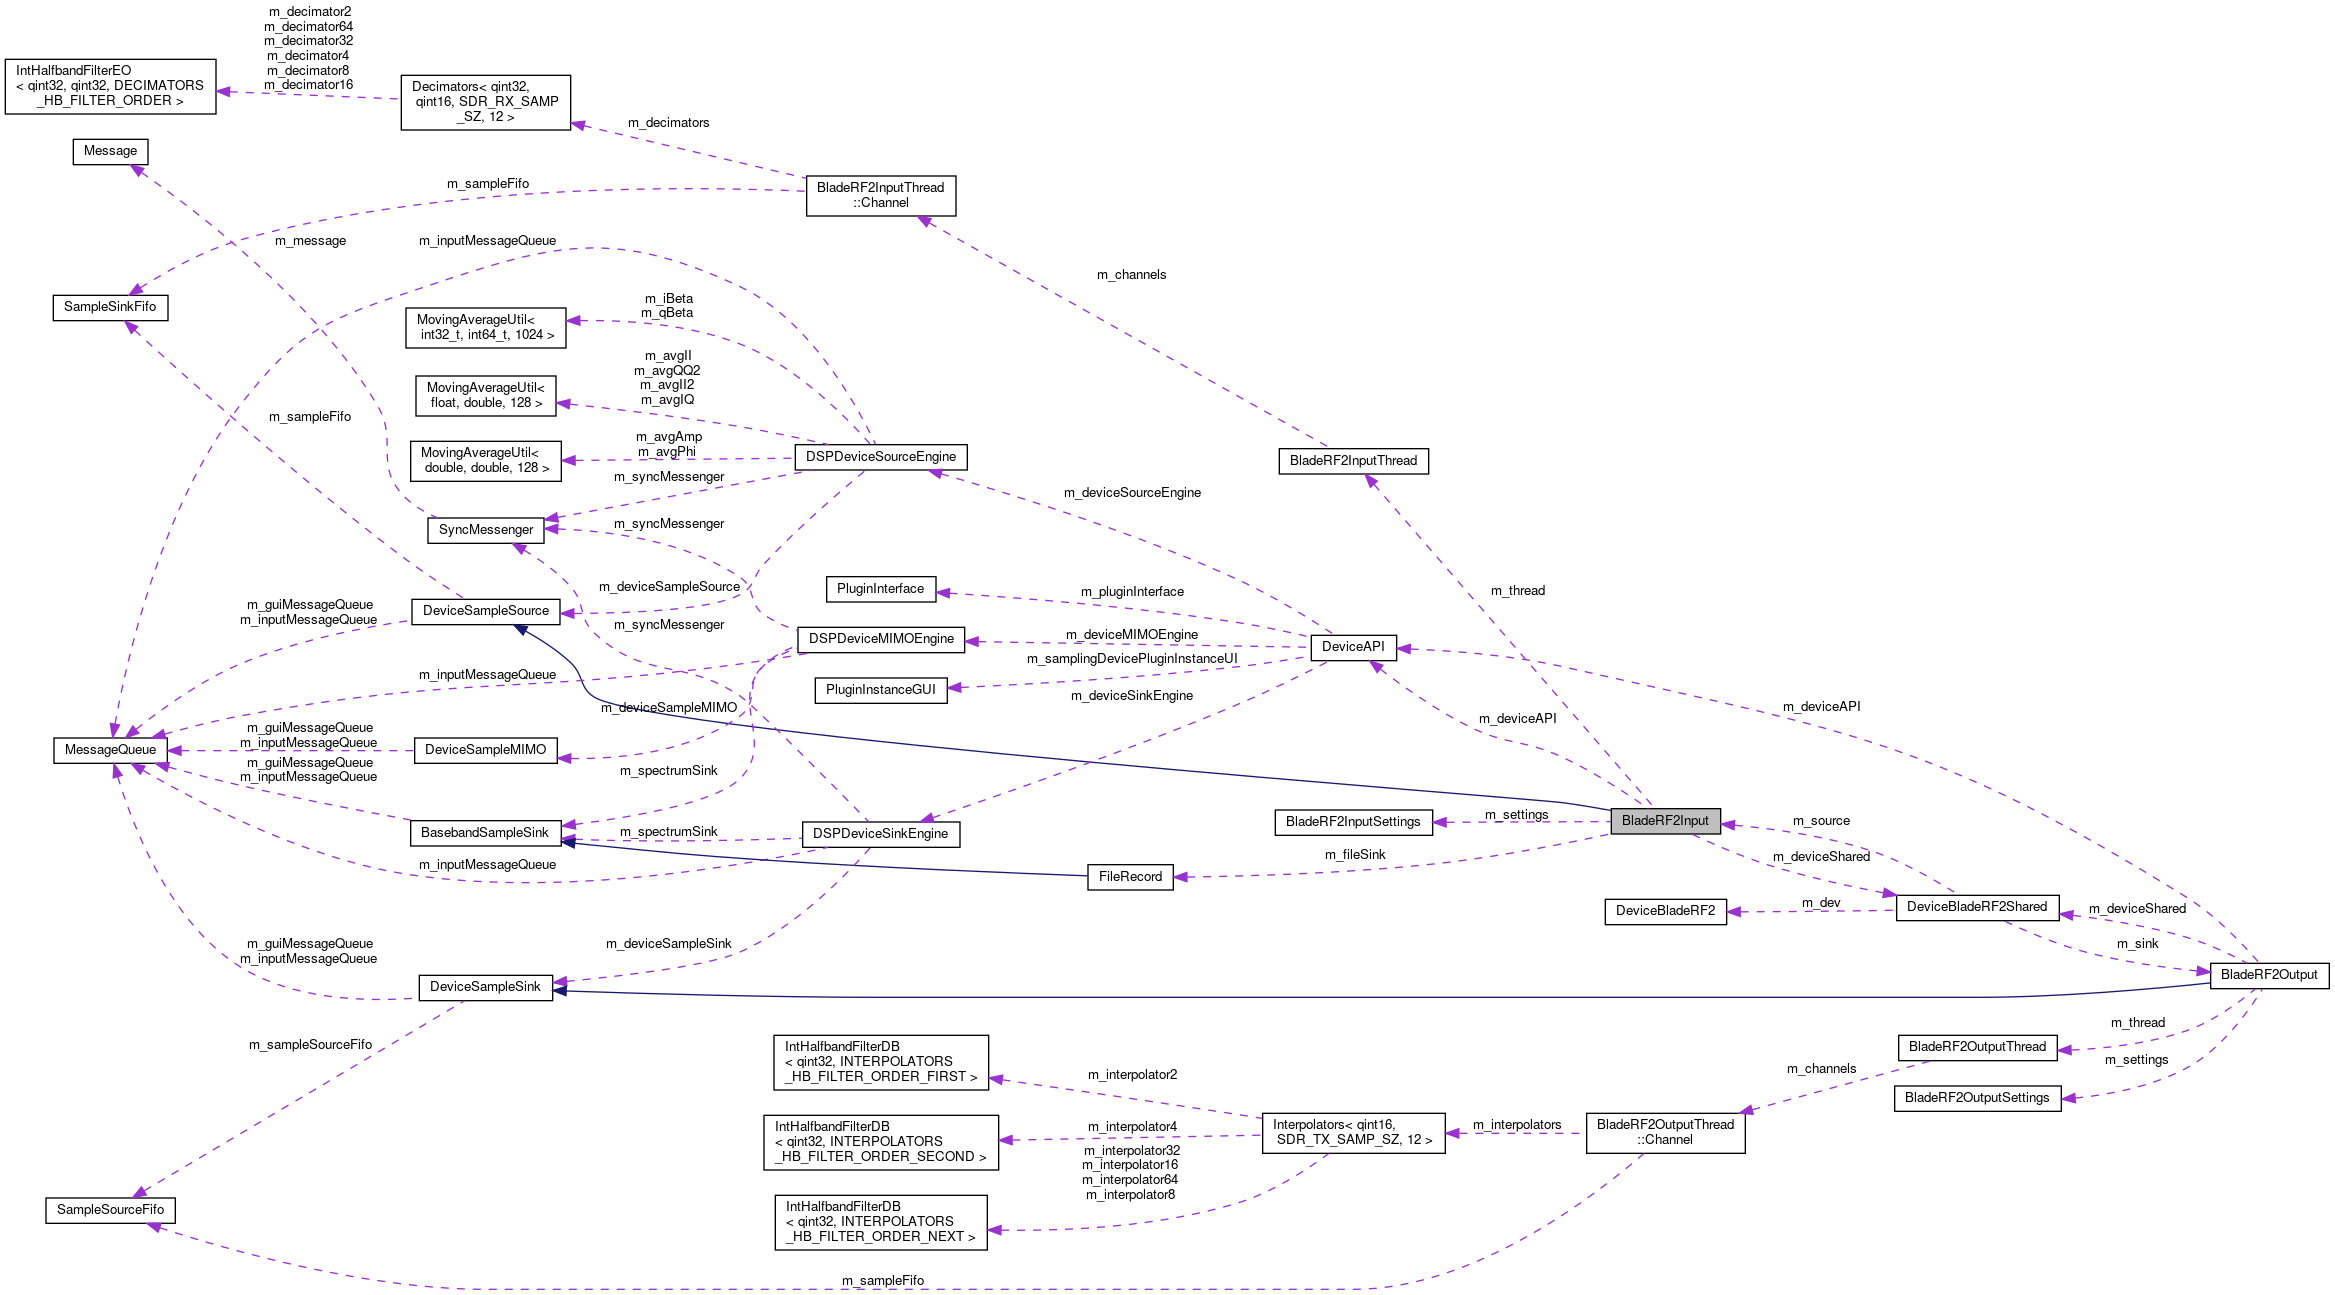 m_decimator2
m_decimator64
m_decimator32
m_decimator4
m_decimator8
m_decimator16
IntHalfbandFilterEO
< qint32, qint32, DECIMATORS
_HB_FILTER_ORDER >
Decimators< qint32,
qint16, SDR_RX_SAMP
_SZ, 12 >
m_decimators
Message
BladeRF2InputThread
::Channel
m_sampleFifo
m_message
m_inputMessageQueue
m_channels
SampleSinkFifo
m_iBeta
m_qBeta
MovingAverageUtil<
int32_t, int64_t, 1024 >
m_avgII
m_avgQQ2
m_avgII2
m_avgIQ
MovingAverageUtil<
float, double, 128 >
m_sampleFifo
m_avgAmp
m_avgPhi
MovingAverageUtil<
double, double, 128 >
DSPDeviceSourceEngine
BladeRF2InputThread
m_syncMessenger
m_deviceSourceEngine
SyncMessenger
m_syncMessenger
m_deviceSampleSource
PluginInterface
m_pluginInterface
m_thread
m_guiMessageQueue
m_inputMessageQueue
DeviceSampleSource
m_syncMessenger
DSPDeviceMIMOEngine
m_deviceMIMOEngine
DeviceAPI
m_samplingDevicePluginInstanceUI
m_inputMessageQueue
PluginInstanceGUI
m_deviceSinkEngine
m_deviceSampleMIMO
m_deviceAPI
m_deviceAPI
m_guiMessageQueue
m_inputMessageQueue
MessageQueue
DeviceSampleMIMO
m_guiMessageQueue
m_inputMessageQueue
m_spectrumSink
BasebandSampleSink
m_spectrumSink
DSPDeviceSinkEngine
BladeRF2InputSettings
m_settings
BladeRF2Input
m_source
m_inputMessageQueue
FileRecord
m_fileSink
m_deviceShared
DeviceBladeRF2
m_dev
DeviceBladeRF2Shared
m_deviceShared
m_guiMessageQueue
m_inputMessageQueue
m_deviceSampleSink
m_sink
DeviceSampleSink
BladeRF2Output
m_sampleSourceFifo
IntHalfbandFilterDB
< qint32, INTERPOLATORS
_HB_FILTER_ORDER_FIRST >
m_interpolator2
m_thread
BladeRF2OutputThread
m_settings
m_channels
BladeRF2OutputSettings
IntHalfbandFilterDB
< qint32, INTERPOLATORS
_HB_FILTER_ORDER_SECOND >
m_interpolator4
Interpolators< qint16,
SDR_TX_SAMP_SZ, 12 >
m_interpolators
BladeRF2OutputThread
::Channel
m_interpolator32
m_interpolator16
m_interpolator64
m_interpolator8
IntHalfbandFilterDB
< qint32, INTERPOLATORS
_HB_FILTER_ORDER_NEXT >
SampleSourceFifo
m_sampleFifo